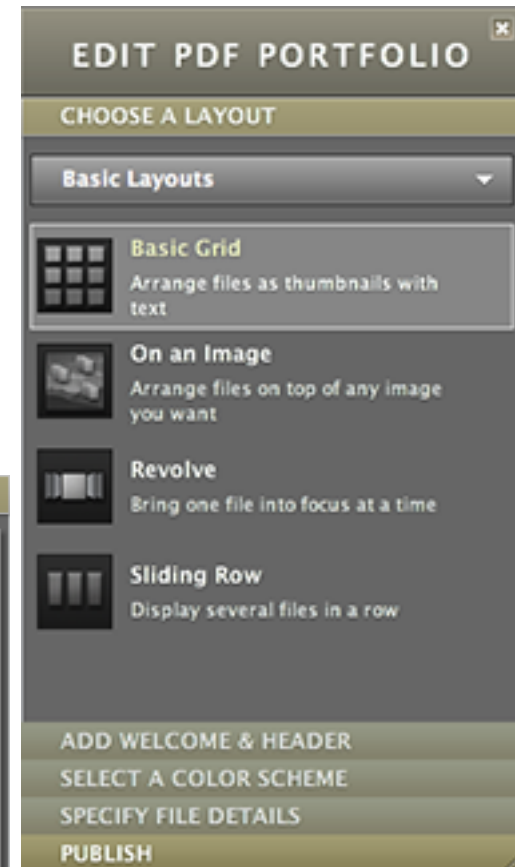 EDIT PDF PORTFOLIO
CHOOSE A LAYOUT
Basic Layouts
Basic Grid
Arrange files as thumbnails with
text
On an Image
Arrange files on top of any image
you want
Revolve
Bring one file into focus at a time
Sliding Row
Display several files in a row
ADD WELCOME & HEADER
SELECT A COLOR SCHEME
SPECIFY FILE DETAILS
PUBLISH